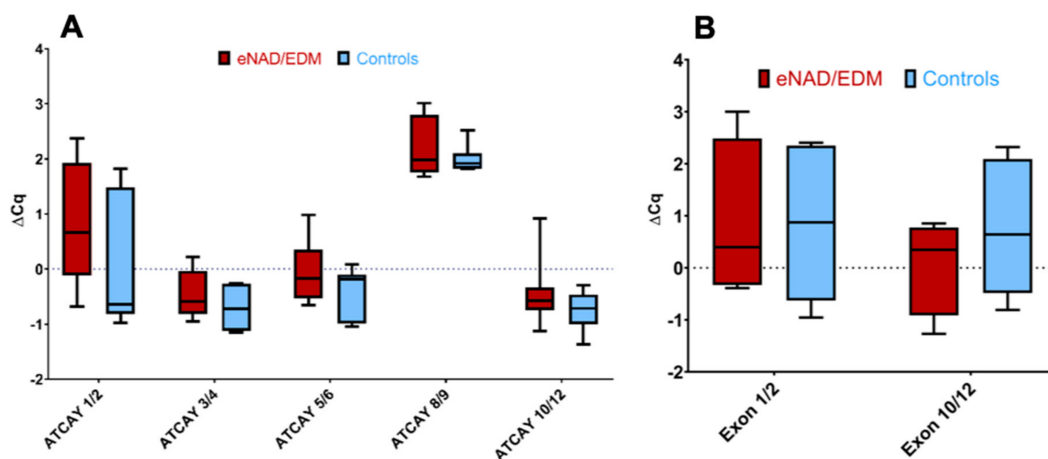 A
eNAD/EDM Controls
4
3
2
1
0
-1
-2
ΔCq
ATCAY 1/2
ATCAY 3/4
ATCAY 5/6
ATCAY 8/9
ATCAY 10/12
B
eNAD/EDM Controls
4
3
2
1
0
-1
-2
ΔCq
Exon 1/2
Exon 10/12